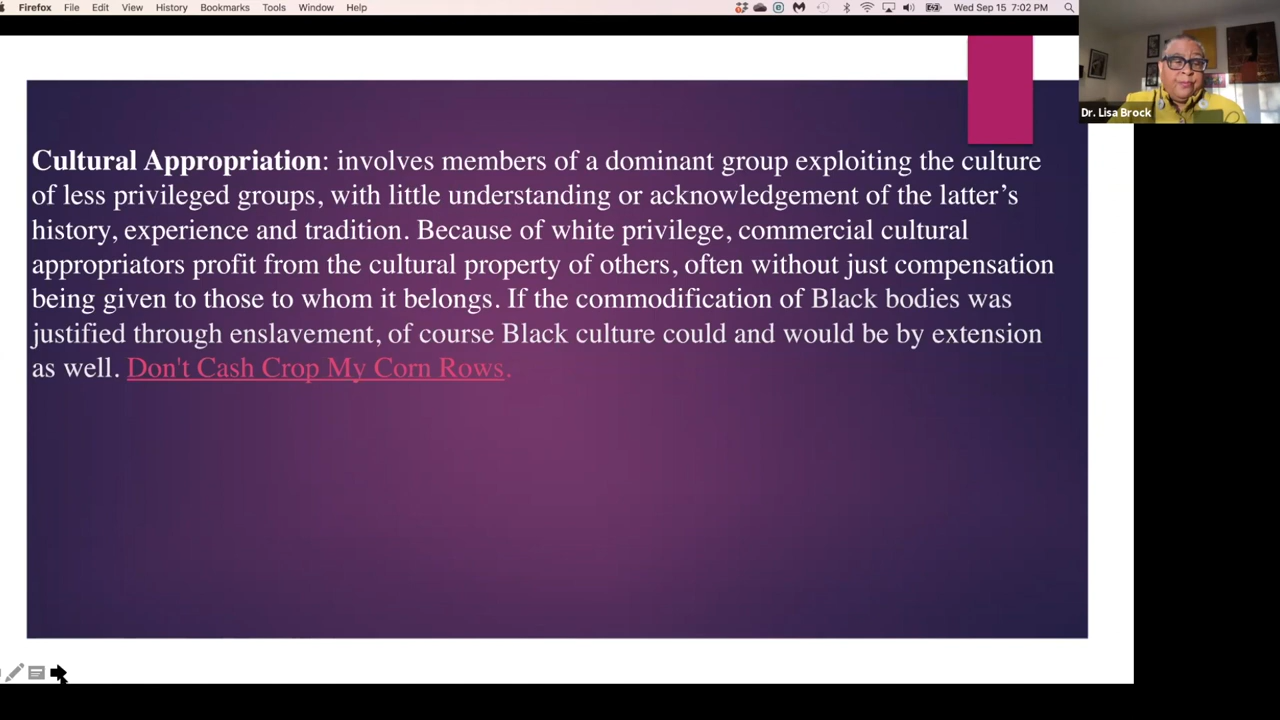 Firefox File Edit View History Bookmarks Tools Window Help Wed Sep 15 7:02 PM
Dr. Lisa Brock
Cultural Appropriation: involves members of a dominant group exploiting the culture
of less privileged groups, with little understanding or acknowledgement of the latter’s
history, experience and tradition. Because of white privilege, commercial cultural
appropriators profit from the cultural property of others, often without just compensation
being given to those to whom it belongs. If the commodification of Black bodies was
justified through enslavement, of course Black culture could and would be by extension
as well. Don't Cash Crop My Corn Rows.